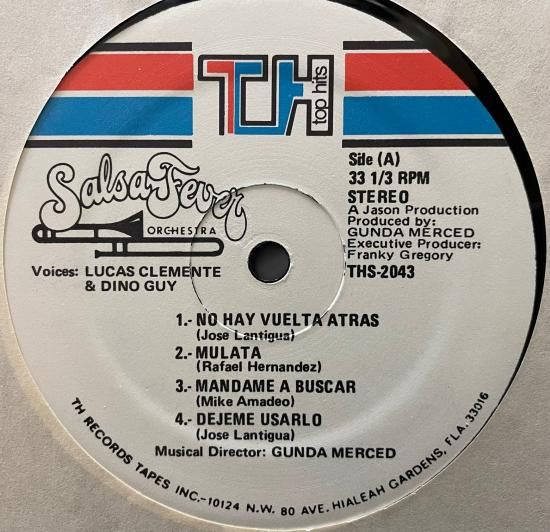 TH
top hits
Side (A)
33 1/3 RPM
STEREO
A Jason Production
Produced by:
GUNDA MERCED
Executive Producer:
Franky Gregory
THS-2043
Salsa Fever
ORCHESTRA
Voices: LUCAS CLEMENTE
& DINO GUY
1.- NO HAY VUELTA ATRAS
(Jose Lantigua)
2.- MULATA
(Rafael Hernandez)
3.- MANDAME A BUSCAR
(Mike Amadeo)
4.- DEJEME USARLO
(Jose Lantigua)
Musical Director: GUNDA MERCED
TH RECORDS TAPES INC.-10124 N.W. 80 AVE. HIALEAH GARDENS, FLA. 33016